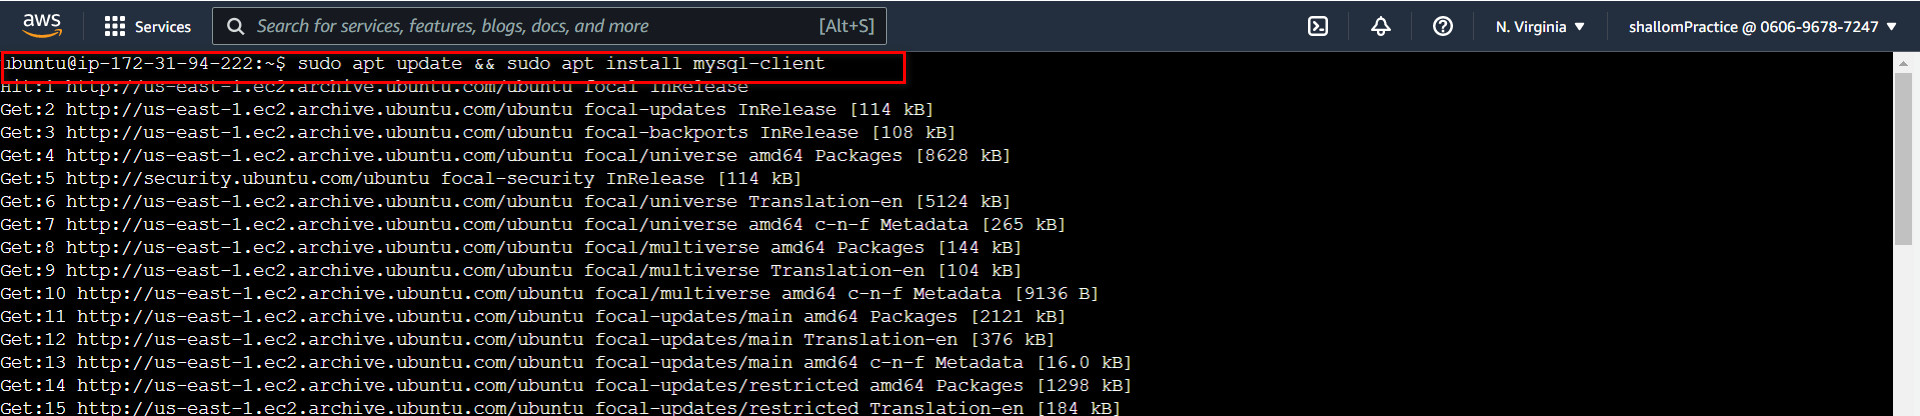 aws Services Search for services, features, blogs, docs, and more [Alt+S] N. Virginia ▼ shallomPractice @ 0606-9678-7247 ▼
ubuntu@ip-172-31-94-222:~$ sudo apt update && sudo apt install mysql-client
Hit:1 http://us-east-1.ec2.archive.ubuntu.com/ubuntu focal InRelease
Get:2 http://us-east-1.ec2.archive.ubuntu.com/ubuntu focal-updates InRelease [114 kB]
Get:3 http://us-east-1.ec2.archive.ubuntu.com/ubuntu focal-backports InRelease [108 kB]
Get:4 http://us-east-1.ec2.archive.ubuntu.com/ubuntu focal/universe amd64 Packages [8628 kB]
Get:5 http://security.ubuntu.com/ubuntu focal-security InRelease [114 kB]
Get:6 http://us-east-1.ec2.archive.ubuntu.com/ubuntu focal/universe Translation-en [5124 kB]
Get:7 http://us-east-1.ec2.archive.ubuntu.com/ubuntu focal/universe amd64 c-n-f Metadata [265 kB]
Get:8 http://us-east-1.ec2.archive.ubuntu.com/ubuntu focal/multiverse amd64 Packages [144 kB]
Get:9 http://us-east-1.ec2.archive.ubuntu.com/ubuntu focal/multiverse Translation-en [104 kB]
Get:10 http://us-east-1.ec2.archive.ubuntu.com/ubuntu focal/multiverse amd64 c-n-f Metadata [9136 B]
Get:11 http://us-east-1.ec2.archive.ubuntu.com/ubuntu focal-updates/main amd64 Packages [2121 kB]
Get:12 http://us-east-1.ec2.archive.ubuntu.com/ubuntu focal-updates/main Translation-en [376 kB]
Get:13 http://us-east-1.ec2.archive.ubuntu.com/ubuntu focal-updates/main amd64 c-n-f Metadata [16.0 kB]
Get:14 http://us-east-1.ec2.archive.ubuntu.com/ubuntu focal-updates/restricted amd64 Packages [1298 kB]
Get:15 http://us-east-1.ec2.archive.ubuntu.com/ubuntu focal-updates/restricted Translation-en [184 kB]